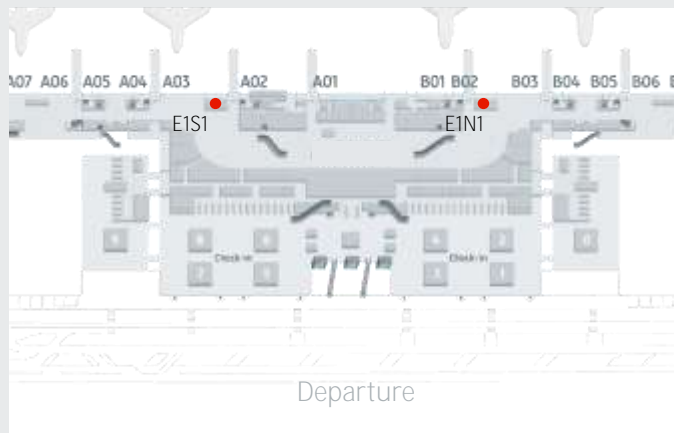 A07 A06 A05 A04 A03 A02 A01 B01 B02 B03 B04 B05 B06
E1S1 E1N1
Check-in Check-in
Departure